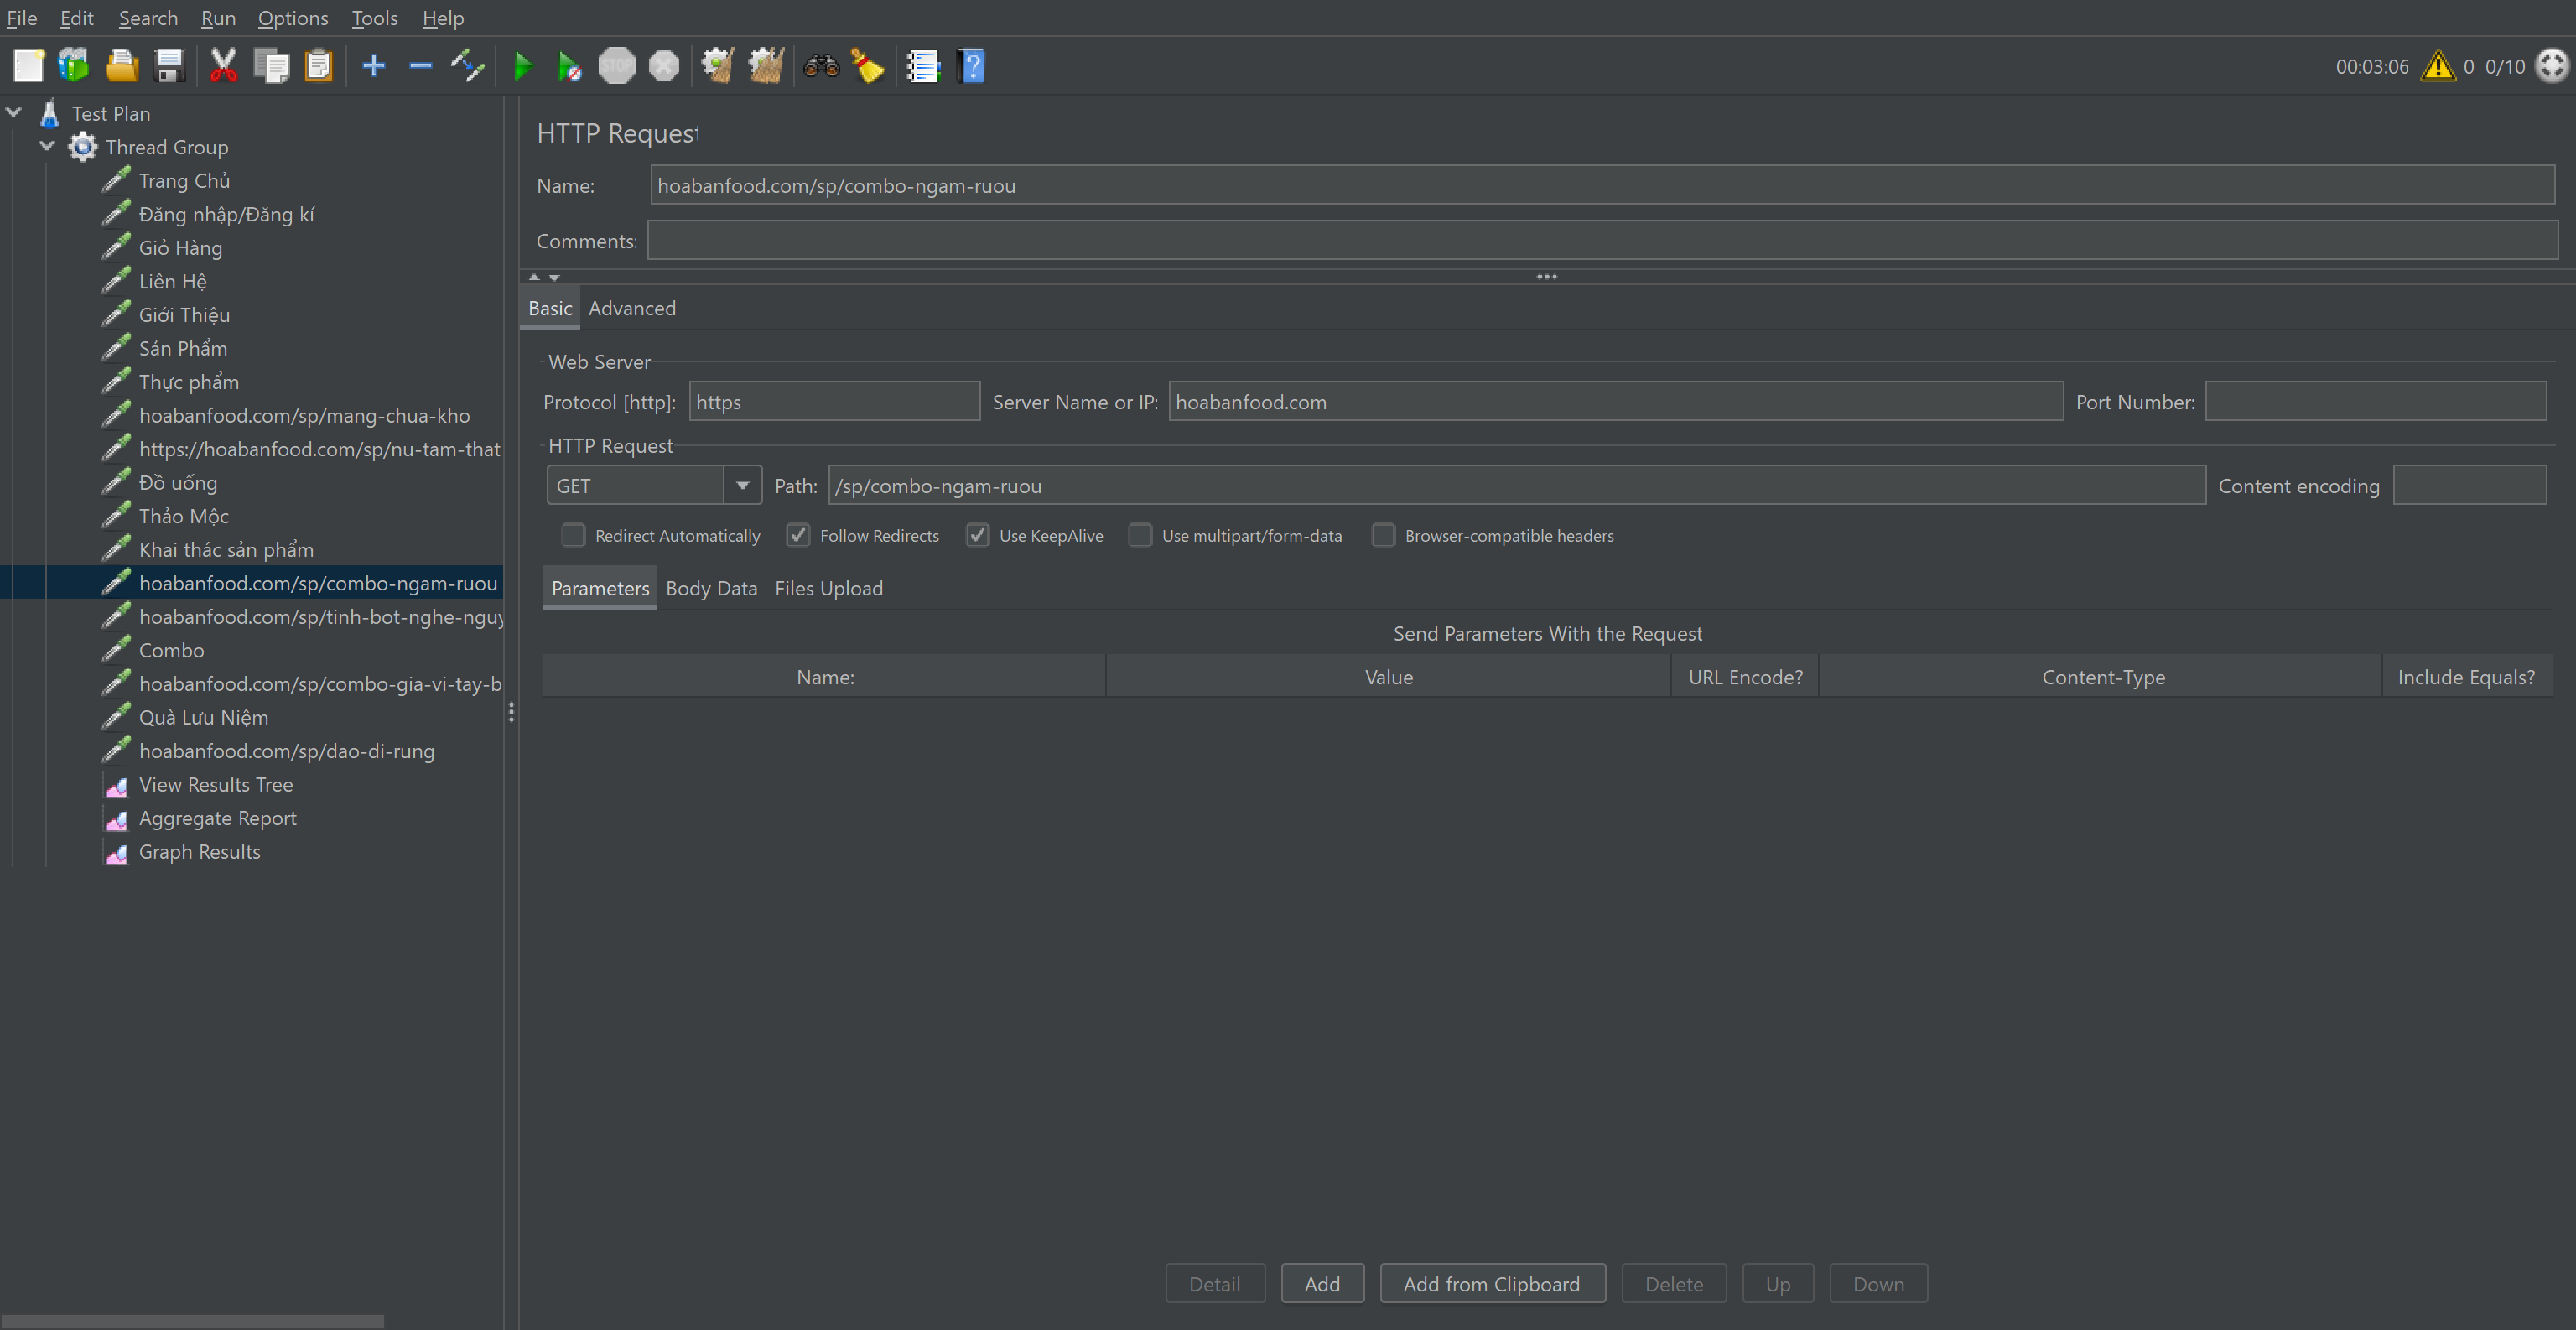 File Edit Search Run Options Tools Help
STOP
00:03:06 0 0/10
Test Plan
Thread Group
Trang Chủ
Đăng nhập/Đăng kí
Giỏ Hàng
Liên Hệ
Giới Thiệu
Sản Phẩm
Thực phẩm
hoabanfood.com/sp/mang-chua-kho
https://hoabanfood.com/sp/nu-tam-that
Đồ uống
Thảo Mộc
Khai thác sản phẩm
hoabanfood.com/sp/combo-ngam-ruou
hoabanfood.com/sp/tinh-bot-nghe-nguy
Combo
hoabanfood.com/sp/combo-gia-vi-tay-b
Quà Lưu Niệm
hoabanfood.com/sp/dao-di-rung
View Results Tree
Aggregate Report
Graph Results
HTTP Request
Name: hoabanfood.com/sp/combo-ngam-ruou
Comments:
Basic Advanced
Web Server
Protocol [http]: https Server Name or IP: hoabanfood.com Port Number:
HTTP Request
GET Path: /sp/combo-ngam-ruou Content encoding
Redirect Automatically Follow Redirects Use KeepAlive Use multipart/form-data Browser-compatible headers
Parameters Body Data Files Upload
Send Parameters With the Request
Name: Value URL Encode? Content-Type Include Equals?
Detail Add Add from Clipboard Delete Up Down